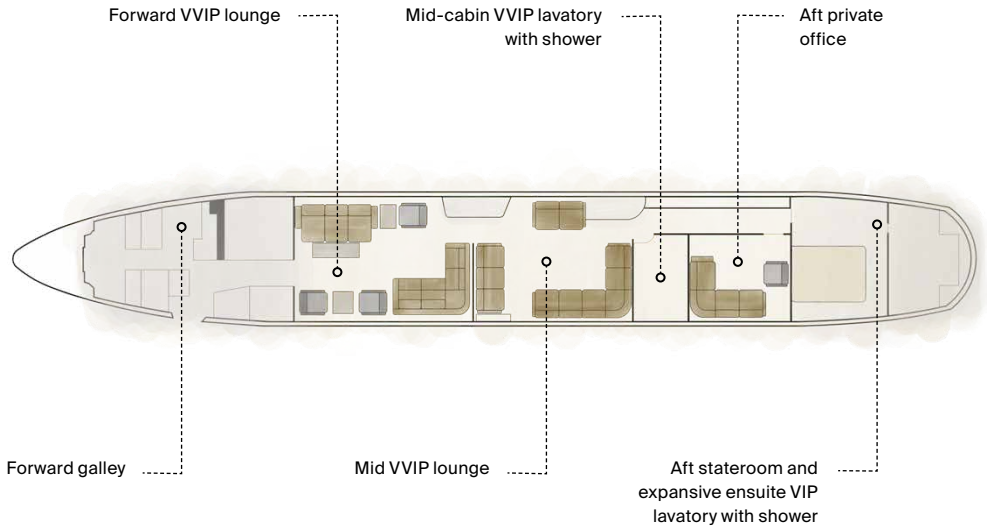 Forward VVIP lounge
Mid-cabin VVIP lavatory
with shower
Aft private
office
Forward galley
Mid VVIP lounge
Aft stateroom and
expansive ensuite VIP
lavatory with shower